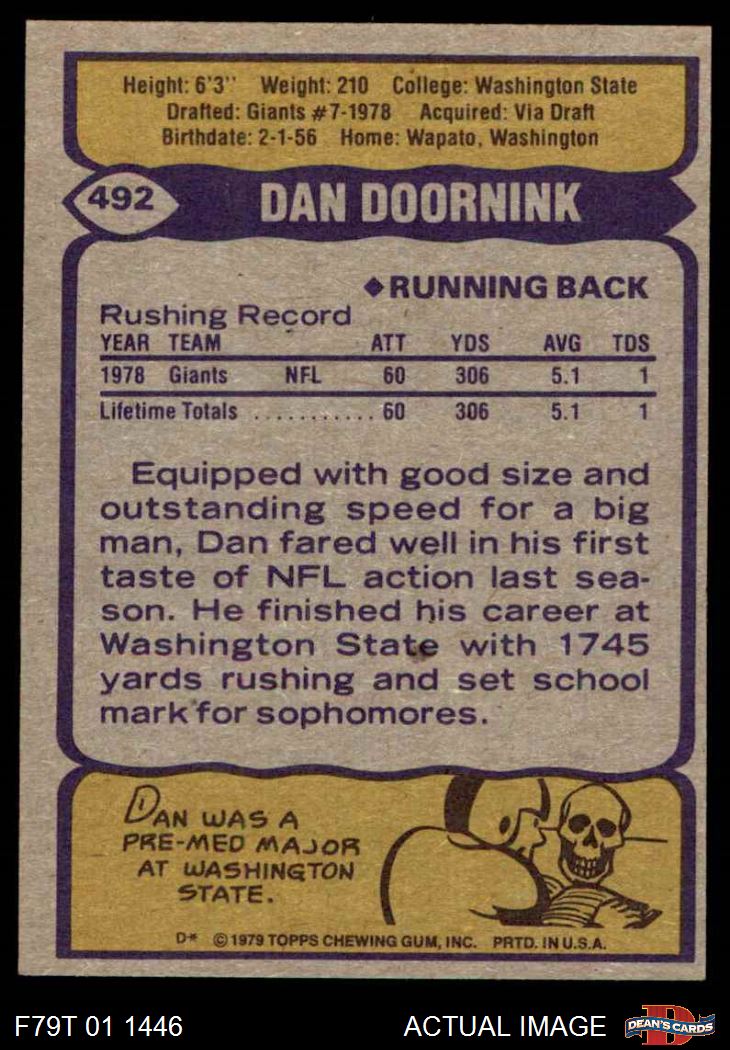 Height: 6'3'' Weight: 210 College: Washington State
Drafted: Giants #7-1978 Acquired: Via Draft
Birthdate: 2-1-56 Home: Wapato, Washington
492 DAN DOORNINK
◆RUNNING BACK
Rushing Record
YEAR TEAM ATT YDS AVG TDS
1978 Giants NFL 60 306 5.1 1
Lifetime Totals ........... 60 306 5.1 1
Equipped with good size and
outstanding speed for a big
man, Dan fared well in his first
taste of NFL action last sea-
son. He finished his career at
Washington State with 1745
yards rushing and set school
mark for sophomores.
DAN WAS A
PRE-MED MAJOR
AT WASHINGTON
STATE.
D* ©1979 TOPPS CHEWING GUM, INC. PRTD. IN U.S.A.
F79T 01 1446 ACTUAL IMAGE D DEAN'S CARDS